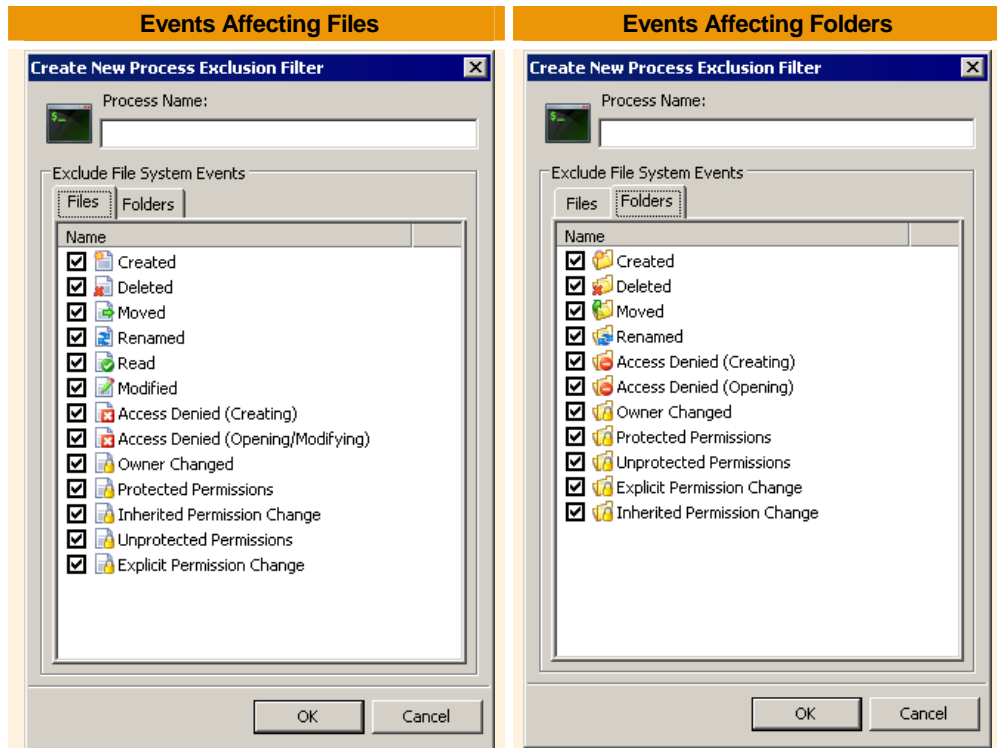 Events Affecting Files
Create New Process Exclusion Filter
Process Name:
$_
Exclude File System Events
Files
Folders
Name
Created
Deleted
Moved
Renamed
Read
Modified
Access Denied (Creating)
Access Denied (Opening/Modifying)
Owner Changed
Protected Permissions
Inherited Permission Change
Unprotected Permissions
Explicit Permission Change
OK
Cancel
Events Affecting Folders
Create New Process Exclusion Filter
Process Name:
$_
Exclude File System Events
Files
Folders
Name
Created
Deleted
Moved
Renamed
Access Denied (Creating)
Access Denied (Opening)
Owner Changed
Protected Permissions
Unprotected Permissions
Explicit Permission Change
Inherited Permission Change
OK
Cancel